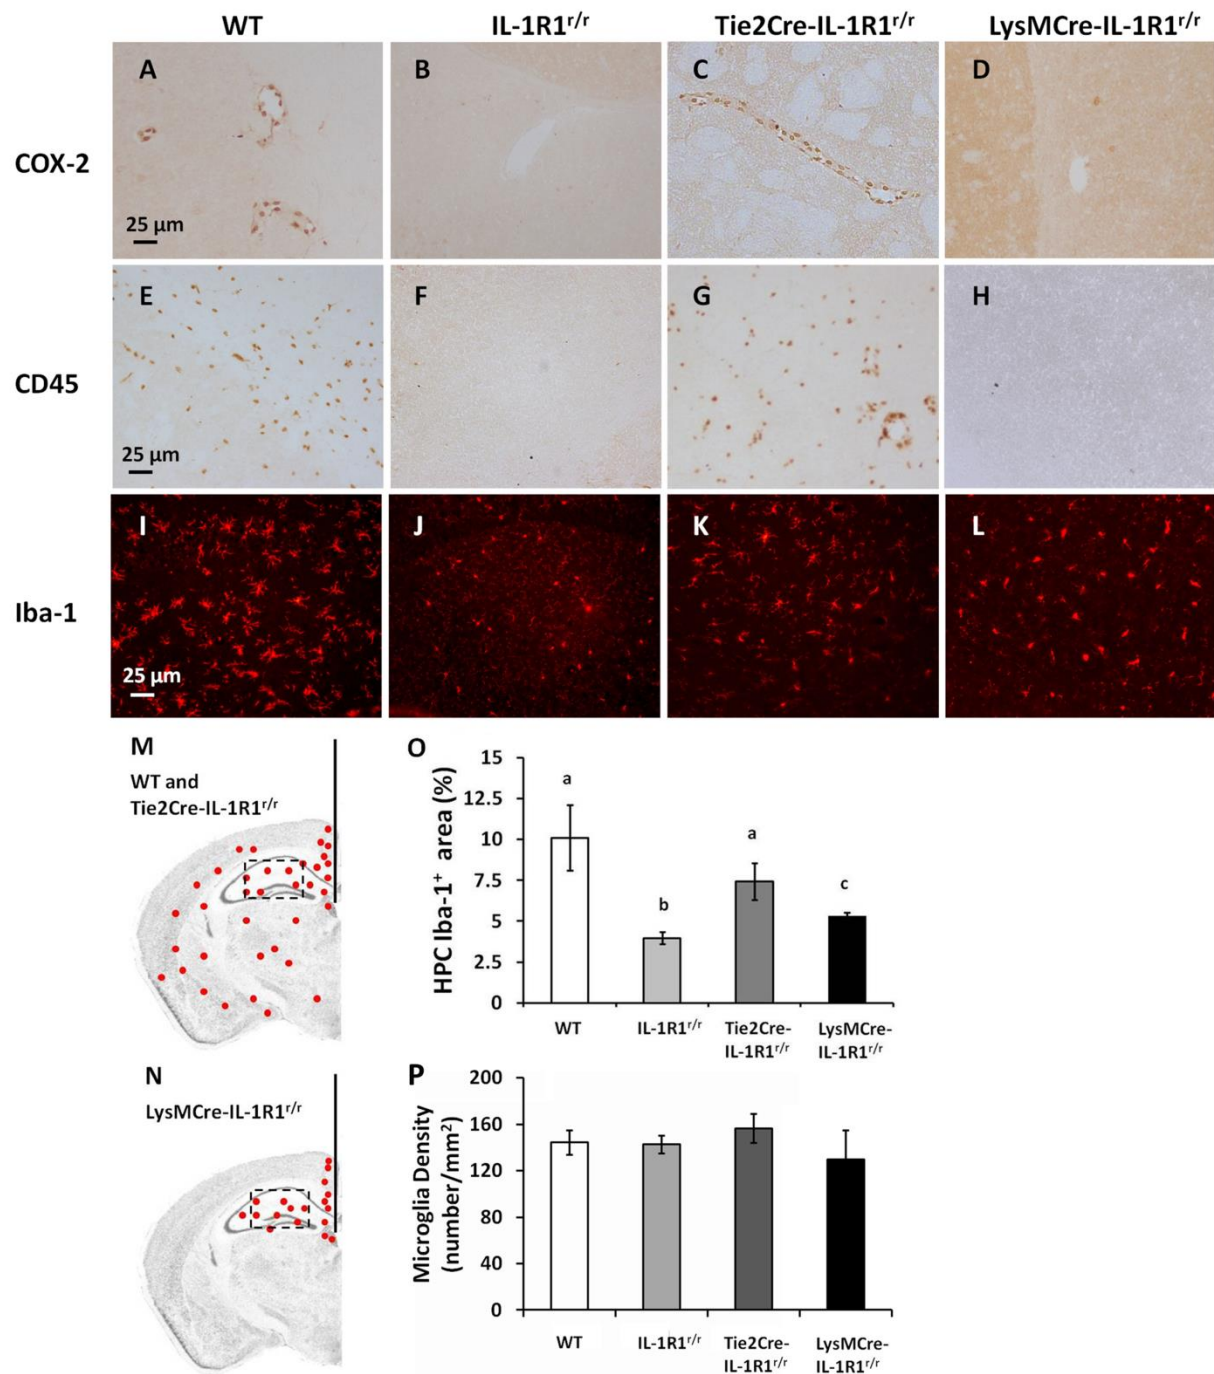 WT IL-1R1r/r Tie2Cre-IL-1R1r/r LysMCre-IL-1R1r/r
COX-2
A B C D
25 μm
CD45
E F G H
25 μm
Iba-1
I J K L
25 μm
M
WT and
Tie2Cre-IL-1R1r/r
N
LysMCre-IL-1R1r/r
O
HPC Iba-1+ area (%)
15
12.5
10
7.5
5
2.5
0
a
b
a
c
WT IL-1R1r/r Tie2Cre- LysMCre-
IL-1R1r/r IL-1R1r/r
P
Microglia Density
(number/mm2)
200
160
120
80
40
0
WT IL-1R1r/r Tie2Cre- LysMCre-
IL-1R1r/r IL-1R1r/r